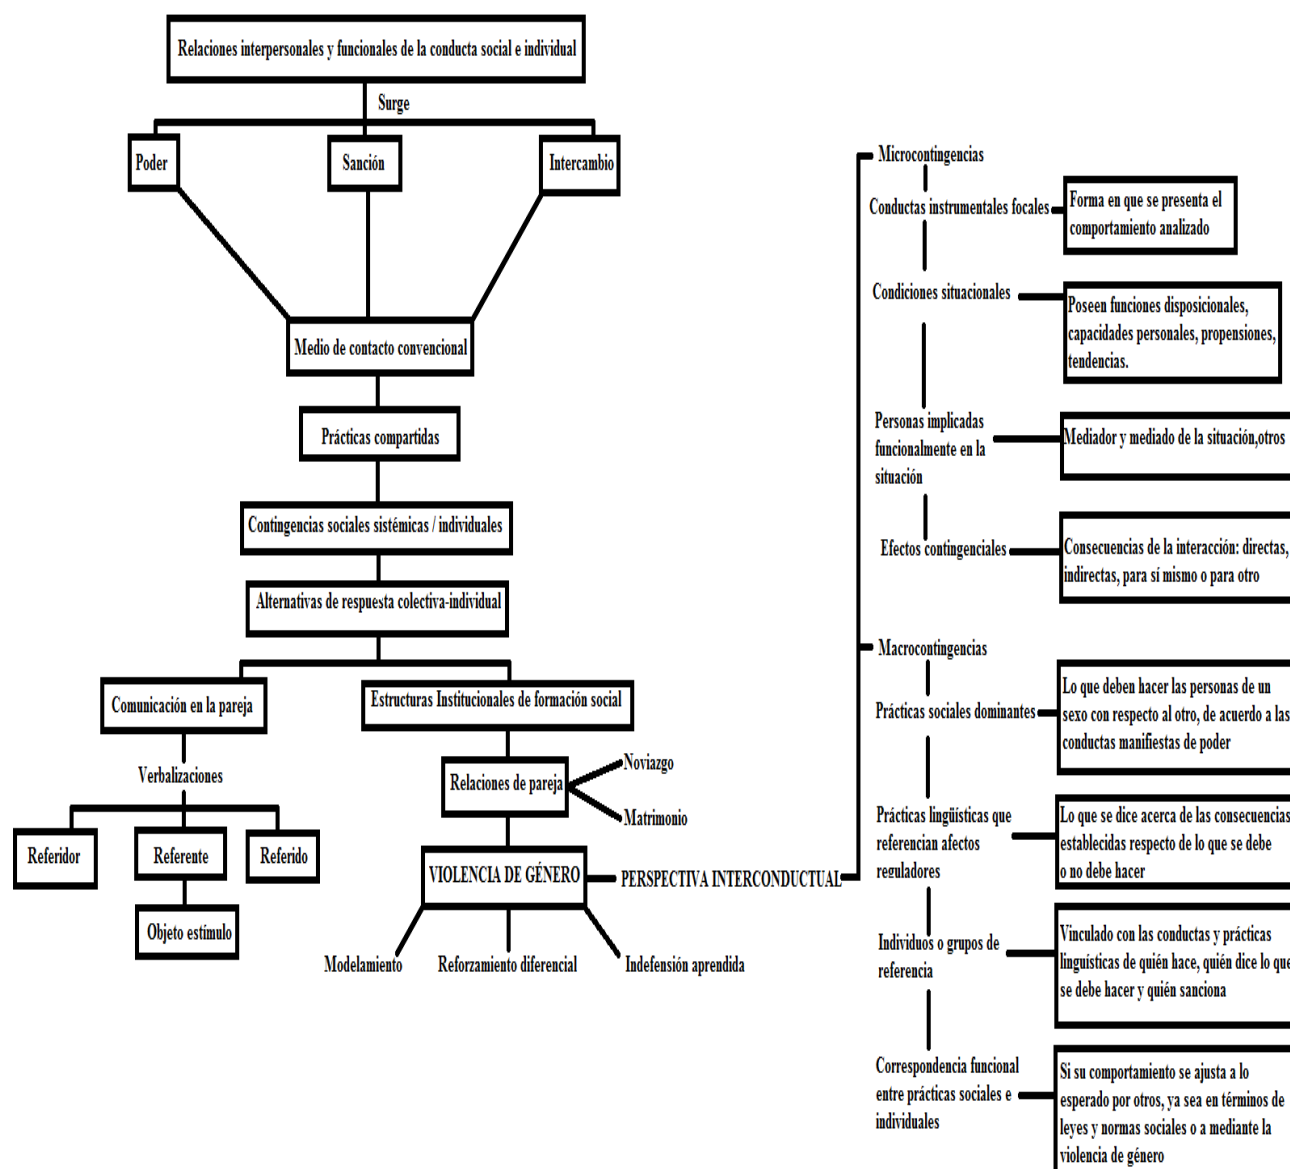 Relaciones interpersonales y funcionales de la conducta social e individual
Surge
Poder
Sanción
Intercambio
Medio de contacto convencional
Prácticas compartidas
Contingencias sociales sistémicas / individuales
Alternativas de respuesta colectiva-individual
Comunicación en la pareja
Estructuras Institucionales de formación social
Verbalizaciones
Referidor
Referente
Referido
Objeto estímulo
Relaciones de pareja
Noviazgo
Matrimonio
VIOLENCIA DE GÉNERO
PERSPECTIVA INTERCONDUCTUAL
Modelamiento
Reforzamiento diferencial
Indefensión aprendida
Microcontingencias
Conductas instrumentales focales
Forma en que se presenta el
comportamiento analizado
Condiciones situacionales
Poseen funciones disposicionales,
capacidades personales, propensiones,
tendencias.
Personas implicadas
funcionalmente en la
situación
Mediador y mediado de la situación,otros
Efectos contingenciales
Consecuencias de la interacción: directas,
indirectas, para sí mismo o para otro
Macrocontingencias
Prácticas sociales dominantes
Lo que deben hacer las personas de un
sexo con respecto al otro, de acuerdo a las
conductas manifiestas de poder
Prácticas lingüísticas que
referencian afectos
reguladores
Lo que se dice acerca de las consecuencias
establecidas respecto de lo que se debe
o no debe hacer
Individuos o grupos de
referencia
Vinculado con las conductas y prácticas
linguísticas de quién hace, quién dice lo que
se debe hacer y quién sanciona
Correspondencia funcional
entre prácticas sociales e
individuales
Si su comportamiento se ajusta a lo
esperado por otros, ya sea en términos de
leyes y normas sociales o a mediante la
violencia de género